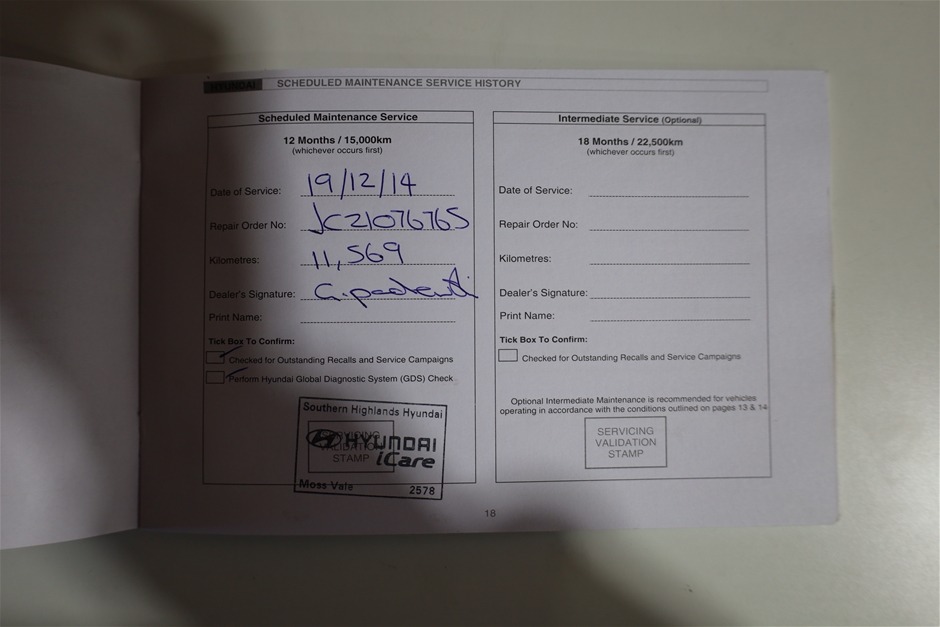 HYUNDAI SCHEDULED MAINTENANCE SERVICE HISTORY
Scheduled Maintenance Service
12 Months / 15,000km
(whichever occurs first)
Date of Service: 19/12/14
Repair Order No: JC21076765
Kilometres: 11,569
Dealer's Signature:
Print Name:
Tick Box To Confirm:
Checked for Outstanding Recalls and Service Campaigns
Perform Hyundai Global Diagnostic System (GDS) Check
Southern Highlands Hyundai
SERVICING
VALIDATION
STAMP
HYUNDAI
iCare
Moss Vale 2578
Intermediate Service (Optional)
18 Months / 22,500km
(whichever occurs first)
Date of Service:
Repair Order No:
Kilometres:
Dealer's Signature:
Print Name:
Tick Box To Confirm:
Checked for Outstanding Recalls and Service Campaigns
Optional Intermediate Maintenance is recommended for vehicles
operating in accordance with the conditions outlined on pages 13 & 14
SERVICING
VALIDATION
STAMP
18